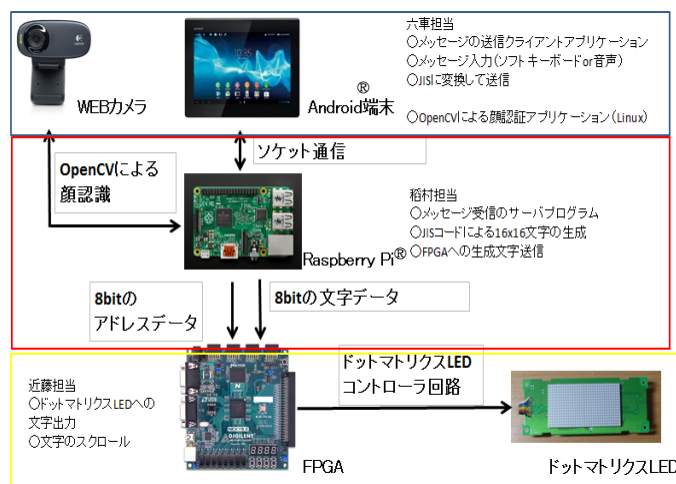 六車担当
○メッセージの送信クライアントアプリケーション
○メッセージ入力(ソフトキーボードor音声)
○JISに変換して送信
○OpenCVによる顔認証アプリケーション(Linux)
WEBカメラ
Android端末
®
OpenCVによる
顔認識
ソケット通信
稲村担当
○メッセージ受信のサーバプログラム
○JISコードによる16x16文字の生成
○FPGAへの生成文字送信
Raspberry Pi®
8bitの
アドレスデータ
8bitの文字データ
ドットマトリクスLED
コントローラ回路
近藤担当
○ドットマトリクスLEDへの
文字出力
○文字のスクロール
DIGILENT
FPGA
ドットマトリクスLED